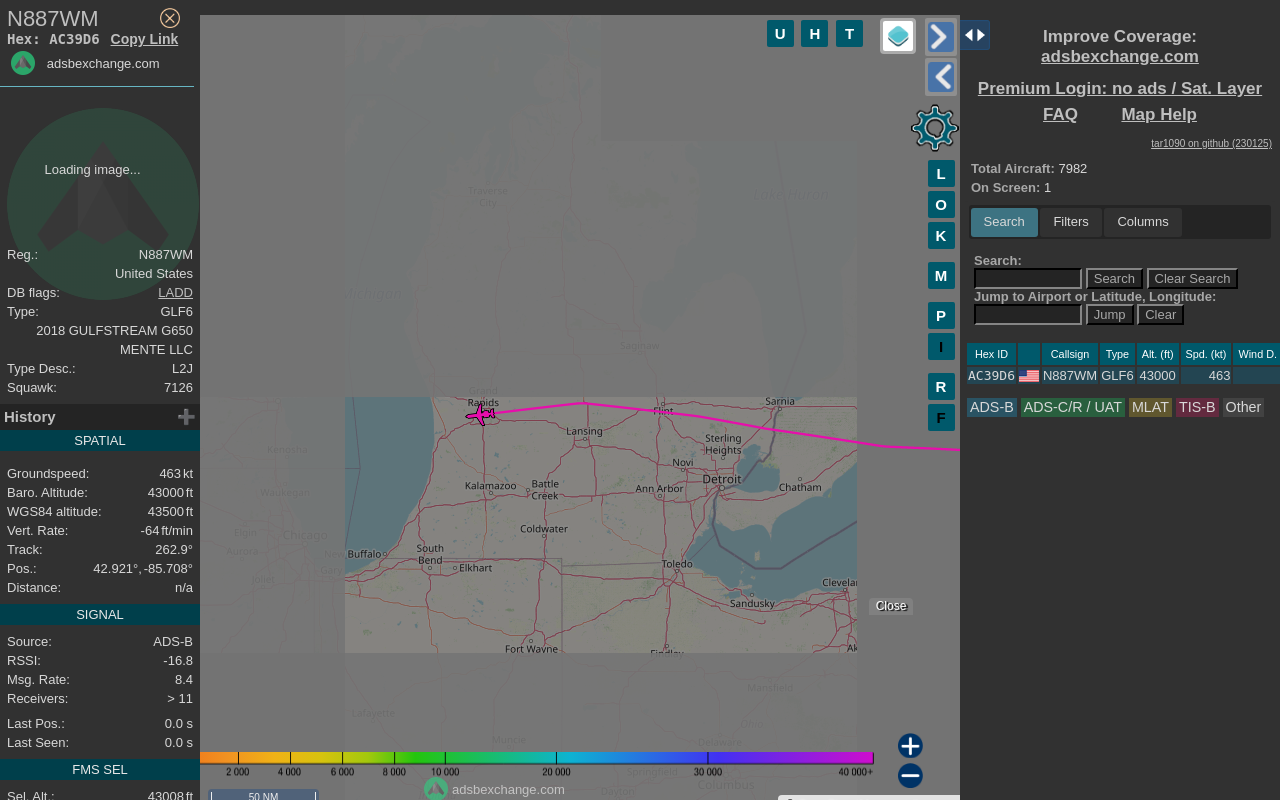 N887WM
Hex: AC39D6 Copy Link
adsbexchange.com
Loading image...
Reg.: N887WM
United States
DB flags: LADD
Type: GLF6
2018 GULFSTREAM G650
MENTE LLC
Type Desc.: L2J
Squawk: 7126
History
SPATIAL
Groundspeed: 463 kt
Baro. Altitude: 43000 ft
WGS84 altitude: 43500 ft
Vert. Rate: -64 ft/min
Track: 262.9°
Pos.: 42.921°, -85.708°
Distance: n/a
SIGNAL
Source: ADS-B
RSSI: -16.8
Msg. Rate: 8.4
Receivers: > 11
Last Pos.: 0.0 s
Last Seen: 0.0 s
FMS SEL
Sel. Alt.: 43008 ft
U H T
L
O
K
M
P
I
R
F
Traverse
City
Saginaw
Grand
Rapids
Flint
Sarnia
Lansing
Sterling
Heights
Novi
Detroit
Kalamazoo
Battle
Creek
Ann Arbor
Chatham
Kenosha
Waukegan
Elgin
Chicago
Aurora
Joliet
Gary
Coldwater
Buffalo
South
Bend
Elkhart
Toledo
Clevelan
Sandusky
Fort Wayne
Findlay
Ak
Close
Lafayette
Mansfield
Muncie
Ohio
Delaware
Springfield
Columbus
Dayton
2 000 4 000 6 000 8 000 10 000 20 000 30 000 40 000+
adsbexchange.com
50 NM
Improve Coverage:
adsbexchange.com
Premium Login: no ads / Sat. Layer
FAQ Map Help
tar1090 on github (230125)
Total Aircraft: 7982
On Screen: 1
Search Filters Columns
Search:
Search Clear Search
Jump to Airport or Latitude, Longitude:
Jump Clear
Hex ID Callsign Type Alt. (ft) Spd. (kt) Wind D.
AC39D6 N887WM GLF6 43000 463
ADS-B ADS-C/R / UAT MLAT TIS-B Other